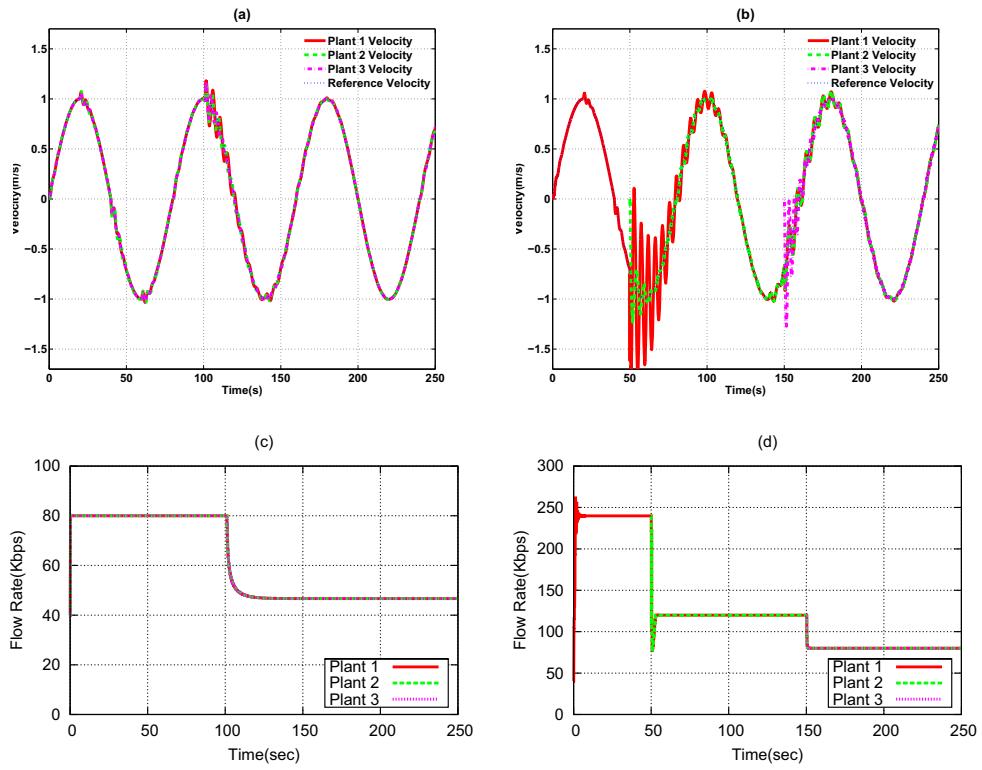 (a)
Plant 1 Velocity
Plant 2 Velocity
Plant 3 Velocity
Reference Velocity
1.5
1
0.5
0
−0.5
−1
−1.5
Velocity(m/s)
0 50 100 150 200 250
Time(s)
(b)
Plant 1 Velocity
Plant 2 Velocity
Plant 3 Velocity
Reference Velocity
1.5
1
0.5
0
−0.5
−1
−1.5
Velocity(m/s)
0 50 100 150 200 250
Time(s)
(c)
100
80
60
40
20
0
Flow Rate(Kbps)
Plant 1
Plant 2
Plant 3
0 50 100 150 200 250
Time(sec)
(d)
300
250
200
150
100
50
0
Flow Rate(Kbps)
Plant 1
Plant 2
Plant 3
0 50 100 150 200 250
Time(sec)